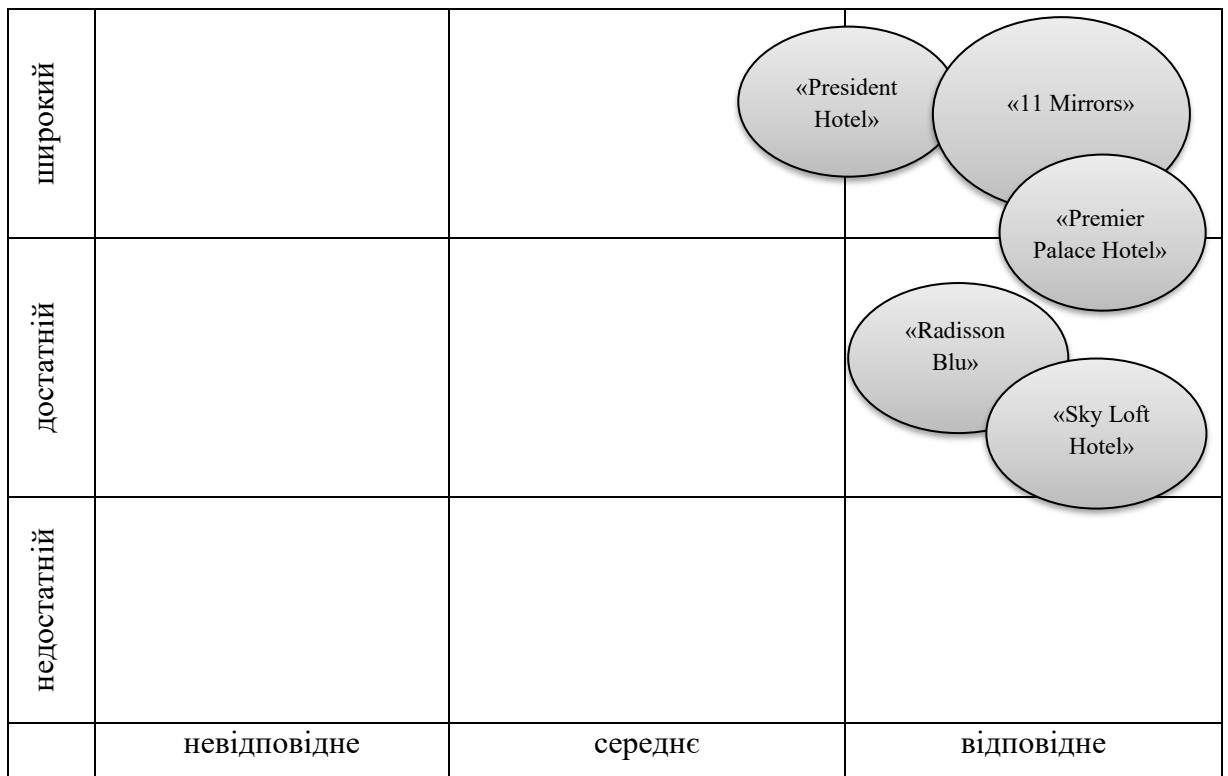 широкий
«President
Hotel»
«11 Mirrors»
«Premier
Palace Hotel»
достатній
«Radisson
Blu»
«Sky Loft
Hotel»
недостатній
невідповідне
середнє
відповідне